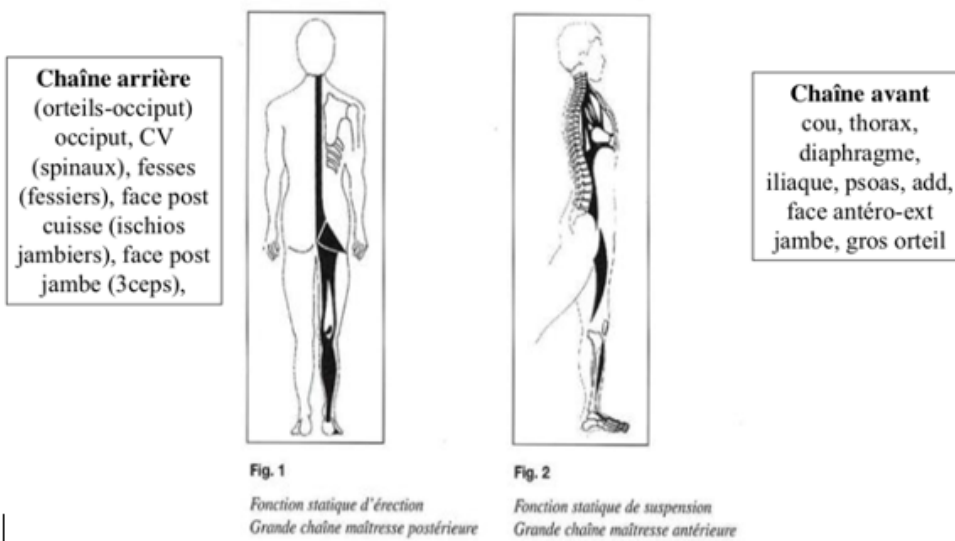 Chaîne arrière
(orteils-occiput)
occiput, CV
(spinaux), fesses
(fessiers), face post
cuisse (ischios
jambiers), face post
jambe (3ceps),
Chaîne avant
cou, thorax,
diaphragme,
iliaque, psoas, add,
face antéro-ext
jambe, gros orteil
Fig. 1
Fonction statique d'érection
Grande chaîne maîtresse postérieure
Fig. 2
Fonction statique de suspension
Grande chaîne maîtresse antérieure